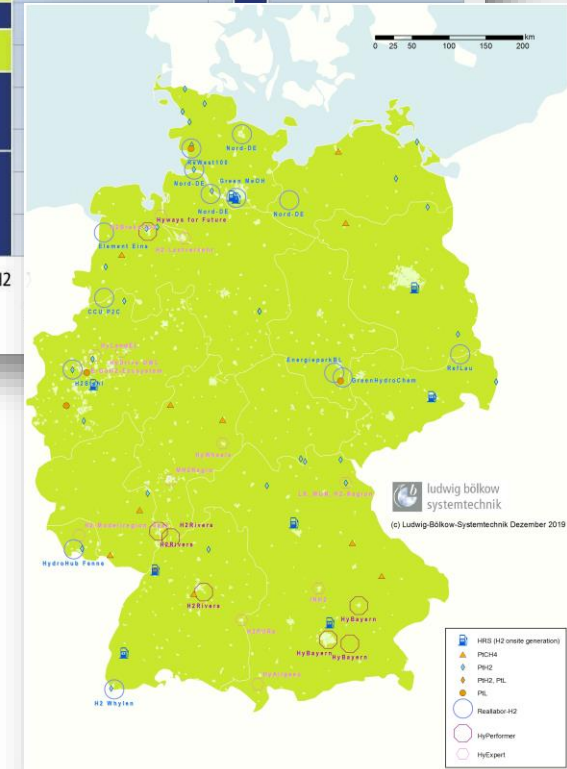 km
0 25 50 100 150 200
Nord-DE
HyWest100
Nord-DE
Green MeOH
Nord-DE
Nord-DE
Hyways for Future
Element Eins
CCU P2C
H2
EnergieparkBL
GreenHydroChem
RefLau
HyWheels
ludwig bölkow
systemtechnik
(c) Ludwig-Bölkow-Systemtechnik Dezember 2019
H2Rivers
H2Rivers
HydroHub Fenne
H2Rivers
HyBayern
HyBayern
HyBayern
H2 Whylen
HRS (H2 onsite generation)
PtCH4
PtH2
PtH2, PtL
PtL
Reallabor-H2
HyPerformer
HyExpert